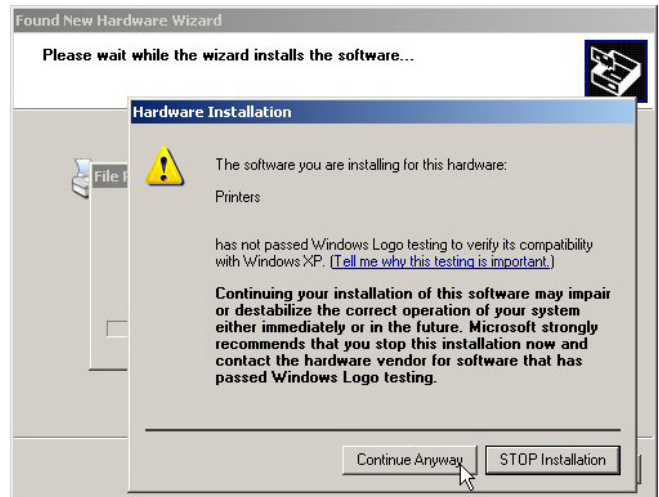 Found New Hardware Wizard
Please wait while the wizard installs the software...
Hardware Installation
File
The software you are installing for this hardware:
Printers
has not passed Windows Logo testing to verify its compatibility
with Windows XP. (Tell me why this testing is important.)
Continuing your installation of this software may impair
or destabilize the correct operation of your system
either immediately or in the future. Microsoft strongly
recommends that you stop this installation now and
contact the hardware vendor for software that has
passed Windows Logo testing.
Continue Anyway
STOP Installation